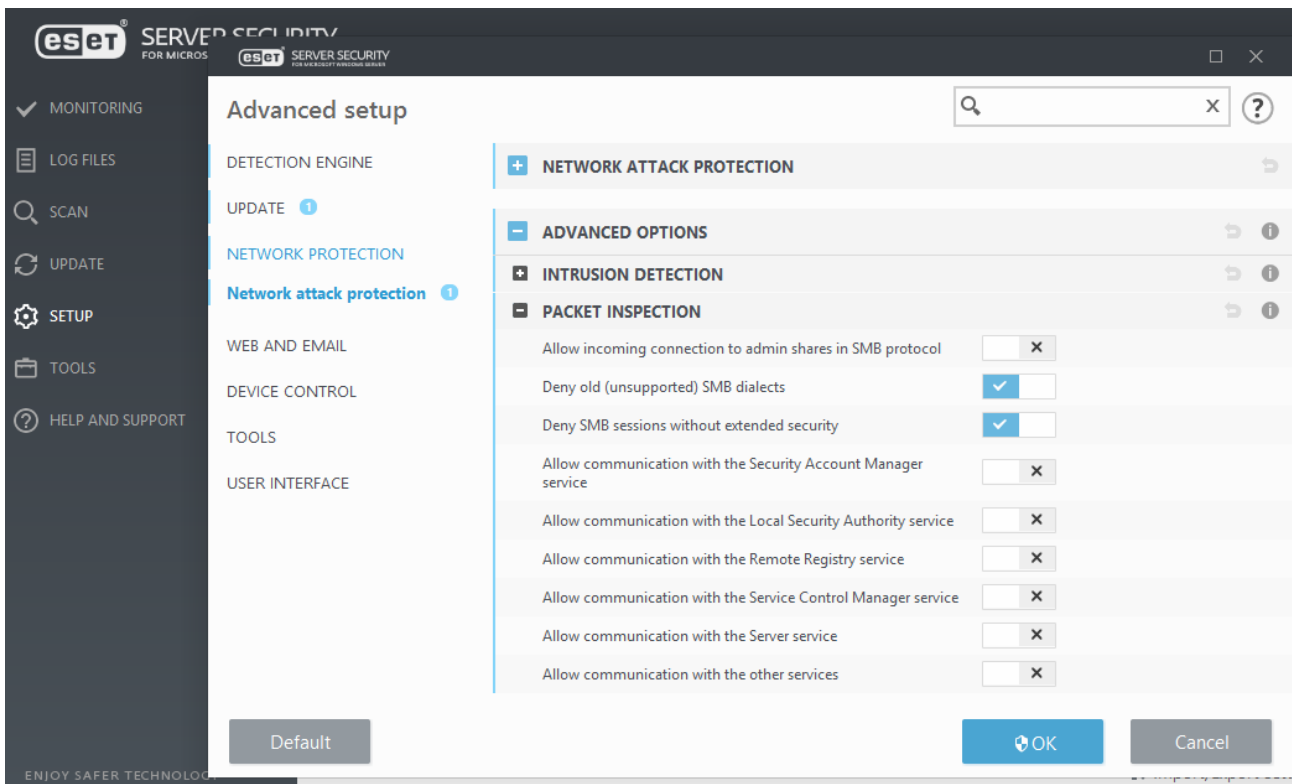 eset SERVER SECURITY
FOR MICROS
eset SERVER SECURITY
FOR MICROSOFT WINDOWS SERVER
MONITORING
LOG FILES
SCAN
UPDATE
SETUP
TOOLS
HELP AND SUPPORT
ENJOY SAFER TECHNOLOGY
Advanced setup
X
?
DETECTION ENGINE
UPDATE 1
NETWORK PROTECTION
Network attack protection 1
WEB AND EMAIL
DEVICE CONTROL
TOOLS
USER INTERFACE
NETWORK ATTACK PROTECTION
ADVANCED OPTIONS
INTRUSION DETECTION
PACKET INSPECTION
Allow incoming connection to admin shares in SMB protocol
Deny old (unsupported) SMB dialects
Deny SMB sessions without extended security
Allow communication with the Security Account Manager
service
Allow communication with the Local Security Authority service
Allow communication with the Remote Registry service
Allow communication with the Service Control Manager service
Allow communication with the Server service
Allow communication with the other services
Default
OK
Cancel